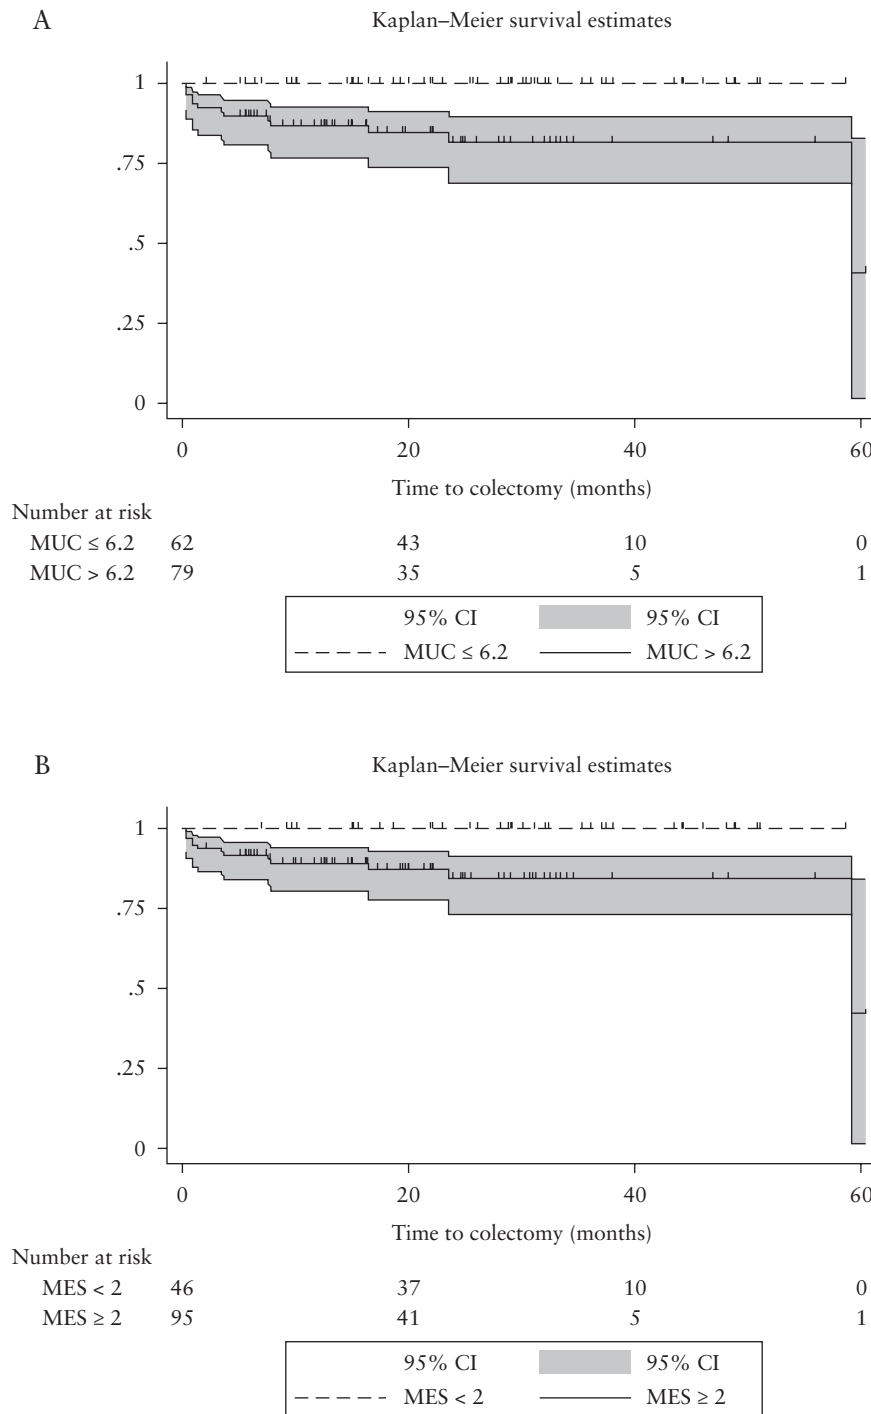 A
Kaplan–Meier survival estimates
1
.75
.5
.25
0
0 20 40 60
Time to colectomy (months)
Number at risk
MUC ≤ 6.2 62 43 10 0
MUC > 6.2 79 35 5 1
95% CI 95% CI
MUC ≤ 6.2 MUC > 6.2
B
Kaplan–Meier survival estimates
1
.75
.5
.25
0
0 20 40 60
Time to colectomy (months)
Number at risk
MES < 2 46 37 10 0
MES ≥ 2 95 41 5 1
95% CI 95% CI
MES < 2 MES ≥ 2